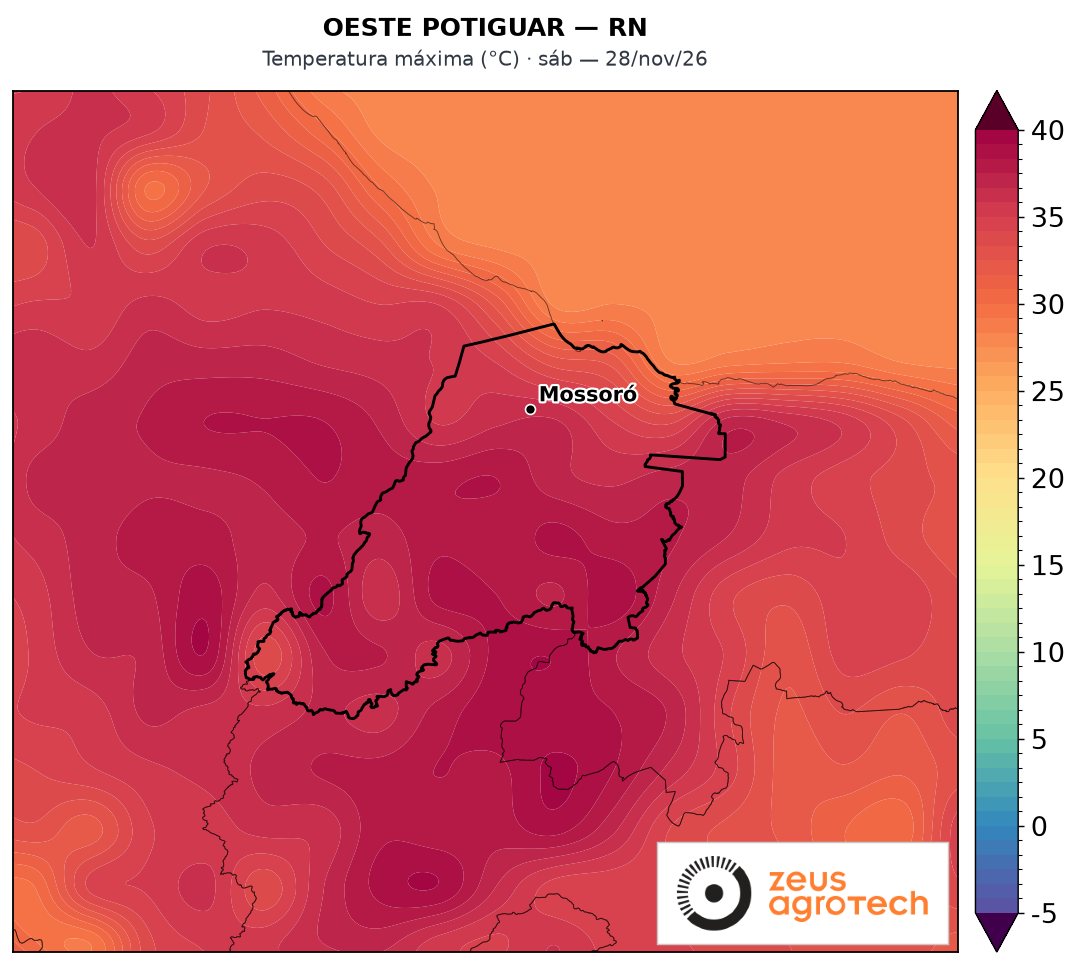 OESTE POTIGUAR — RN
Temperatura máxima (°C) · sáb — 28/nov/26
40
35
30
25
20
15
10
5
0
-5
Mossoró
zeus
agrotech